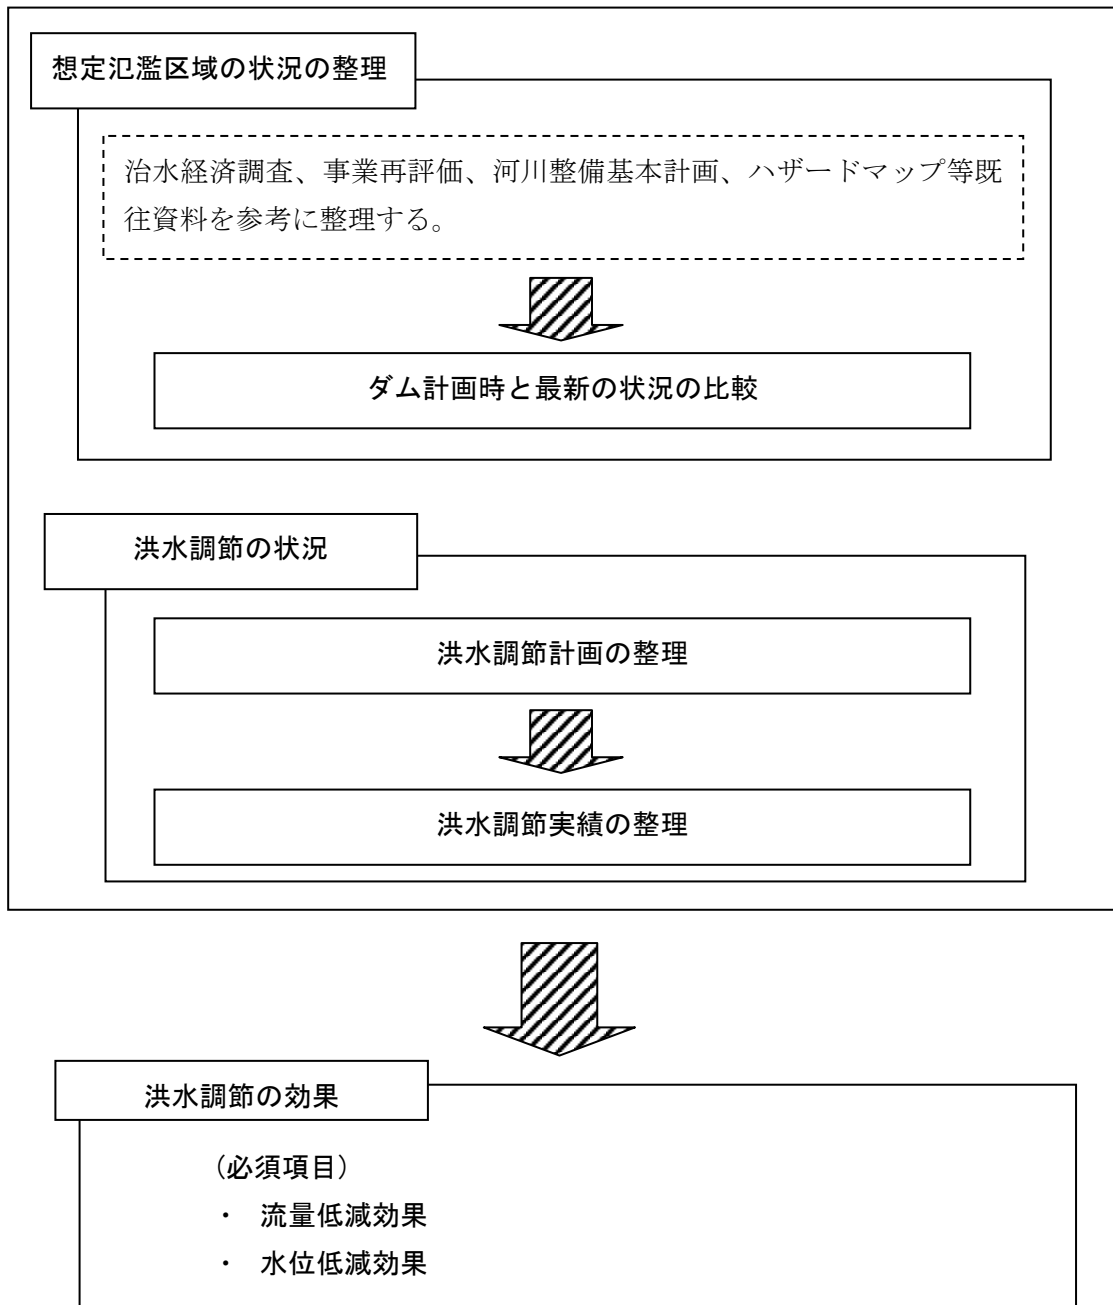 想定氾濫区域の状況の整理
治水経済調査、事業再評価、河川整備基本計画、ハザードマップ等既
往資料を参考に整理する。
ダム計画時と最新の状況の比較
洪水調節の状況
洪水調節計画の整理
洪水調節実績の整理
洪水調節の効果
（必須項目）
・ 流量低減効果
・ 水位低減効果